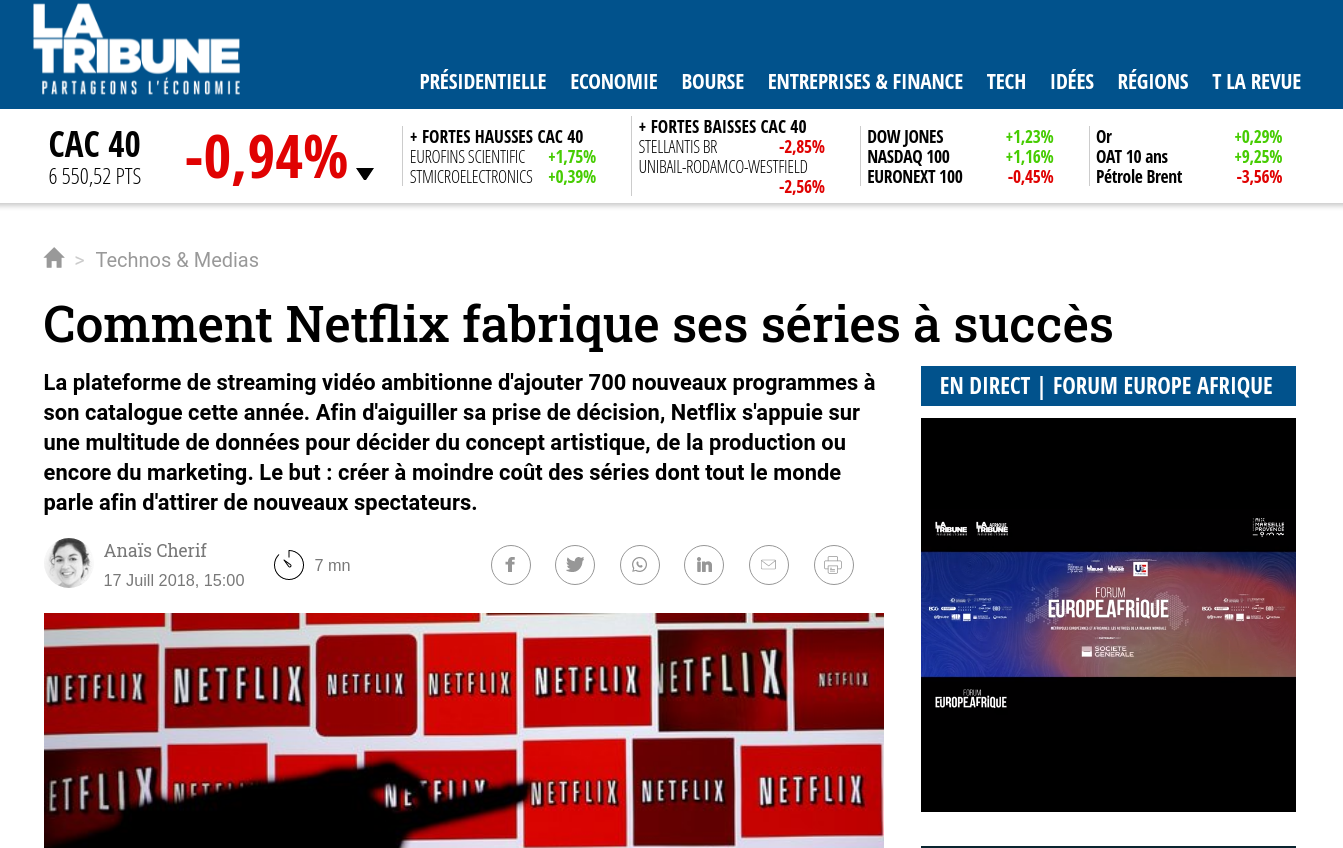 LA
TRIBUNE
PARTAGEONS L'ÉCONOMIE
PRÉSIDENTIELLE ECONOMIE BOURSE ENTREPRISES & FINANCE TECH IDÉES RÉGIONS T LA REVUE
CAC 40
6 550,52 PTS
-0,94%
+ FORTES HAUSSES CAC 40
EUROFINS SCIENTIFIC +1,75%
STMICROELECTRONICS +0,39%
+ FORTES BAISSES CAC 40
STELLANTIS BR -2,85%
UNIBAIL-RODAMCO-WESTFIELD
-2,56%
DOW JONES +1,23%
NASDAQ 100 +1,16%
EURONEXT 100 -0,45%
Or +0,29%
OAT 10 ans +9,25%
Pétrole Brent -3,56%
> Technos & Medias
Comment Netflix fabrique ses séries à succès
La plateforme de streaming vidéo ambitionne d'ajouter 700 nouveaux programmes à
son catalogue cette année. Afin d'aiguiller sa prise de décision, Netflix s'appuie sur
une multitude de données pour décider du concept artistique, de la production ou
encore du marketing. Le but : créer à moindre coût des séries dont tout le monde
parle afin d'attirer de nouveaux spectateurs.
Anaïs Cherif
17 Juill 2018, 15:00
7 mn
NETFLIX NETFLIX NETFLIX NETFLIX NETFLIX NETFLIX NETFLIX
ETFLIX NETFLIX NETFLIX NETFLIX NETFLIX NETFLIX
EN DIRECT | FORUM EUROPE AFRIQUE
LA TRIBUNE
LA TRIBUNE
MARSEILLE
PROVENCE
FORUM
EUROPE AFRIQUE
SOCIETE
GENERALE
FORUM
EUROPE AFRIQUE